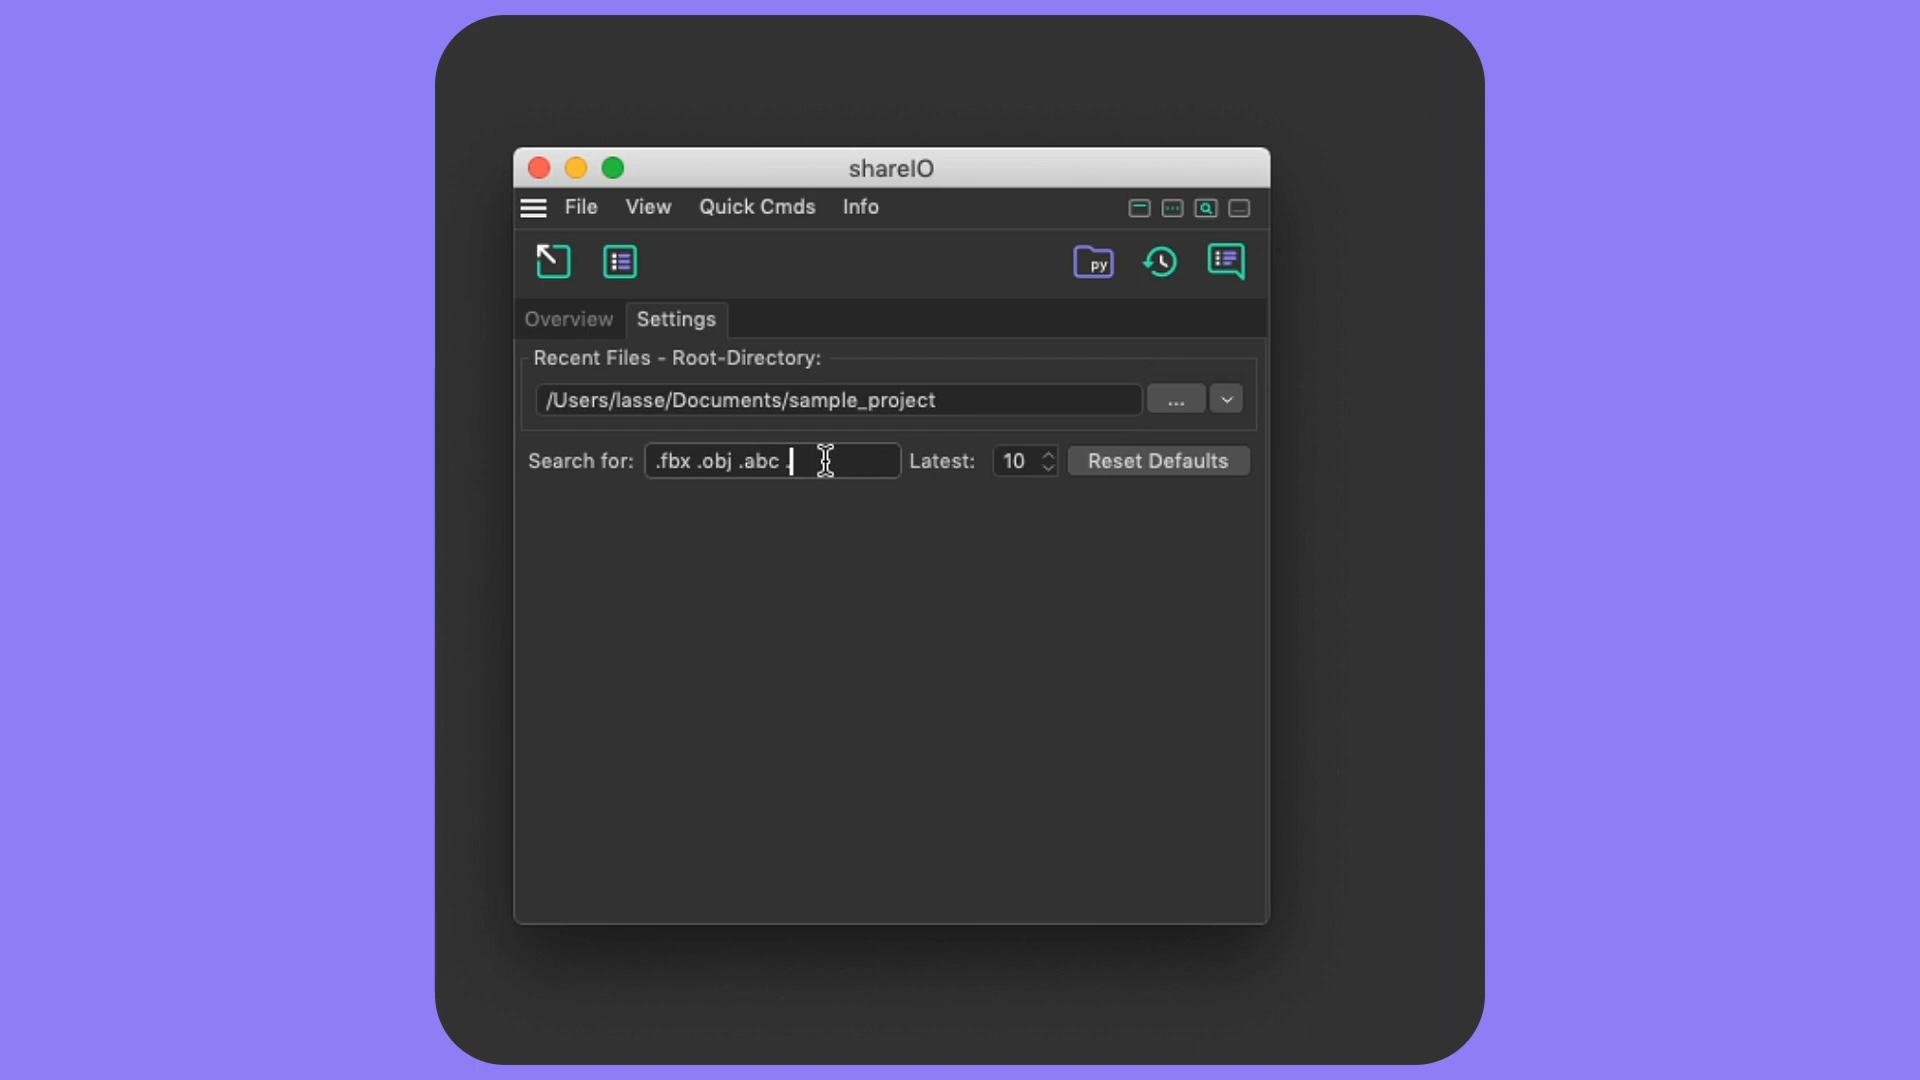 shareIO
File View Quick Cmds Info
py
Overview Settings
Recent Files - Root-Directory:
/Users/lasse/Documents/sample_project ...
Search for: .fbx .obj .abc . Latest: 10 Reset Defaults